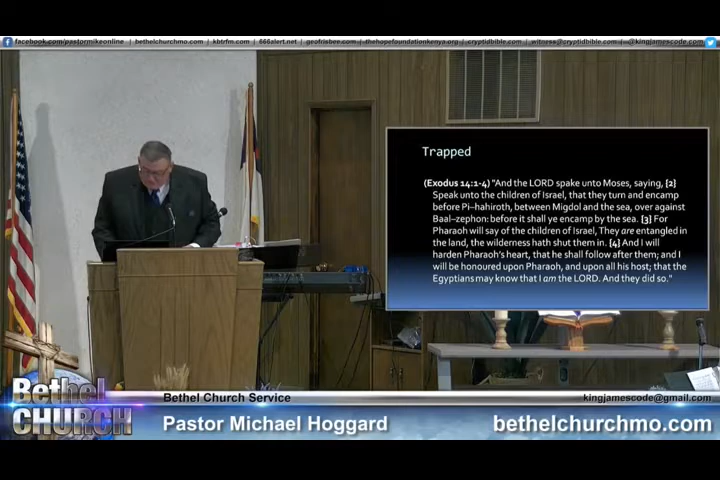 facebook.com/pastormikeonline | bethelchurchmo.com | kbtrfm.com | 666alert.net | geofrieber.com | thehopefoundationkenya.org | cryptidbible.com | witness@cryptidbible.com | kingjamescode.com
Trapped
(Exodus 14:1-4) "And the LORD spake unto Moses, saying, {2}
Speak unto the children of Israel, that they turn and encamp
before Pi–hahiroth, between Migdol and the sea, over against
Baal–zephon: before it shall ye encamp by the sea. {3} For
Pharaoh will say of the children of Israel, They are entangled in
the land, the wilderness hath shut them in. {4} And I will
harden Pharaoh's heart, that he shall follow after them; and I
will be honoured upon Pharaoh, and upon all his host; that the
Egyptians may know that I am the LORD. And they did so."
Bethel
CHURCH
Bethel Church Service
kingjamescode@gmail.com
Pastor Michael Hoggard
bethelchurchmo.com